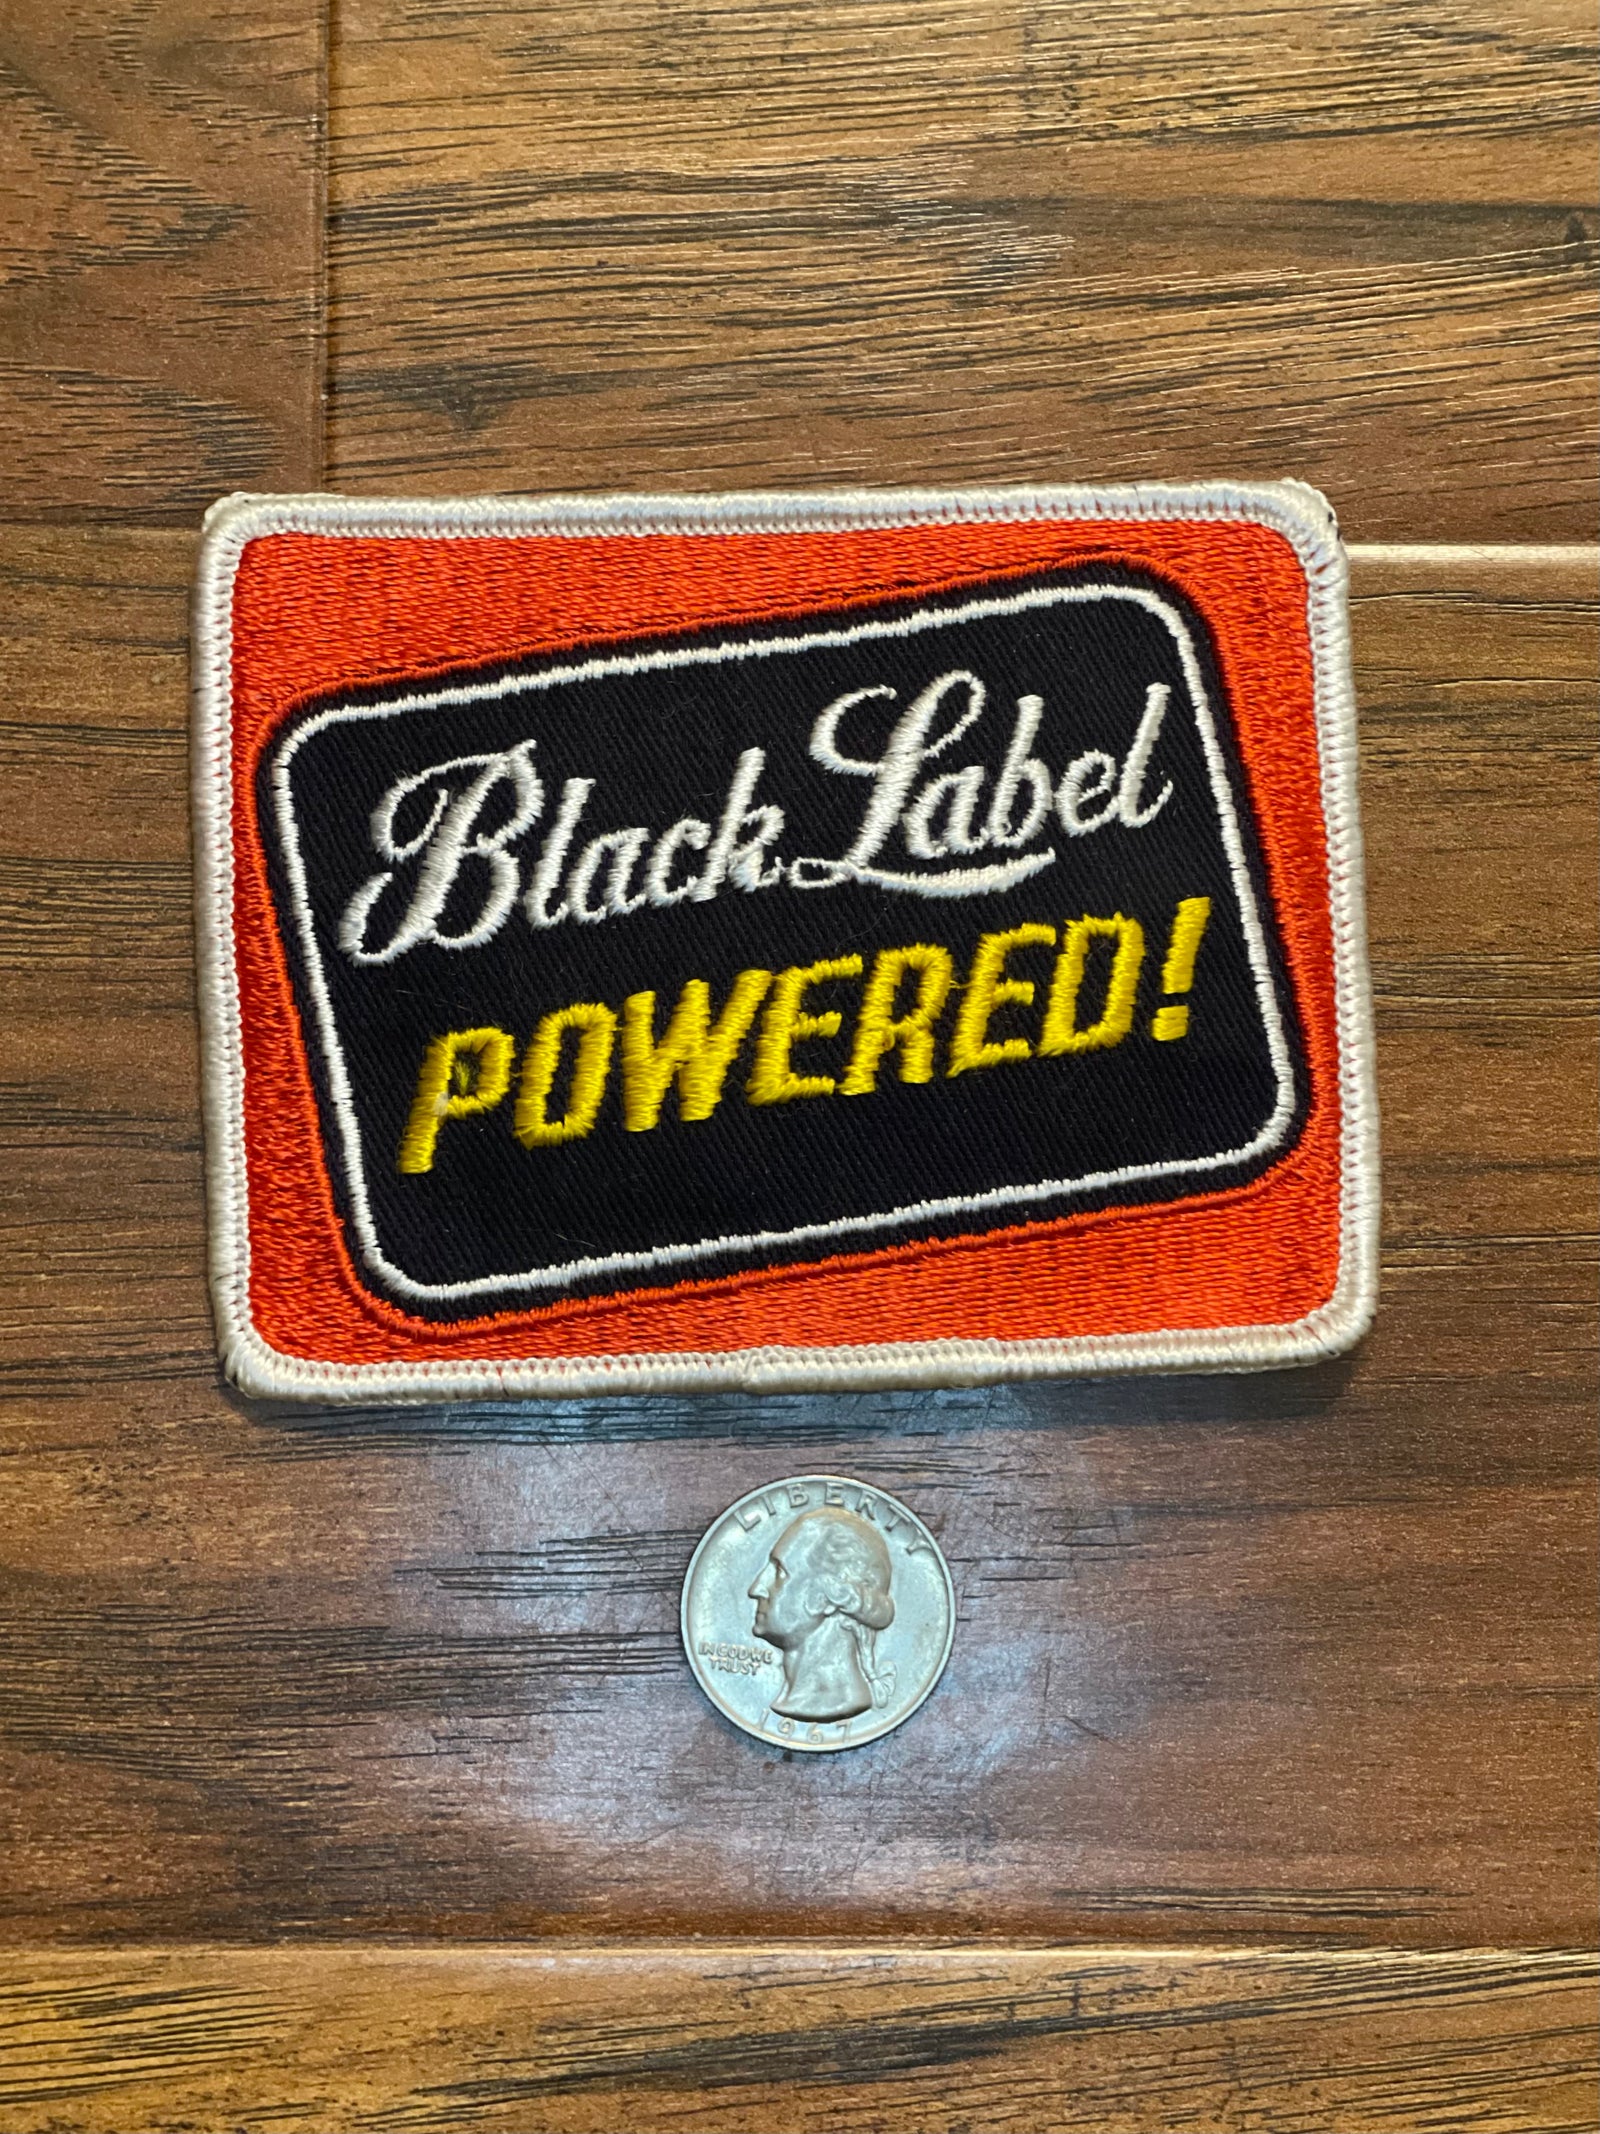 Black Label
POWERED!
LIBERTY
IN GOD WE
TRUST
1967